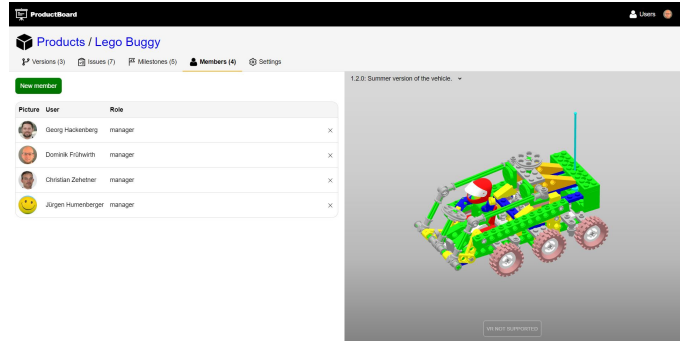 ProductBoard
Users
Products / Lego Buggy
Versions (3) Issues (7) Milestones (5) Members (4) Settings
New member
1.2.0: Summer version of the vehicle.
Picture User Role
Georg Hackenberg manager
Dominik Frühwirth manager
Christian Zehetner manager
Jürgen Humenberger manager
VR NOT SUPPORTED